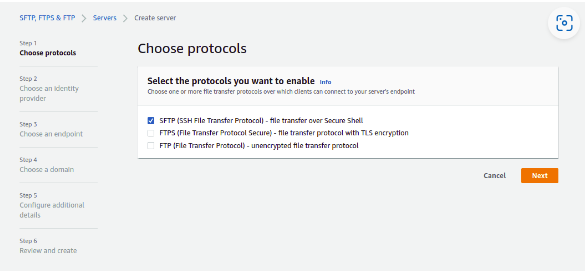 SFTP, FTPS & FTP > Servers > Create server
Step 1
Choose protocols
Step 2
Choose an identity
provider
Step 3
Choose an endpoint
Step 4
Choose a domain
Step 5
Configure additional
details
Step 6
Review and create
Choose protocols
Select the protocols you want to enable Info
Choose one or more file transfer protocols over which clients can connect to your server's endpoint
SFTP (SSH File Transfer Protocol) - file transfer over Secure Shell
FTPS (File Transfer Protocol Secure) - file transfer protocol with TLS encryption
FTP (File Transfer Protocol) - unencrypted file transfer protocol
Cancel Next